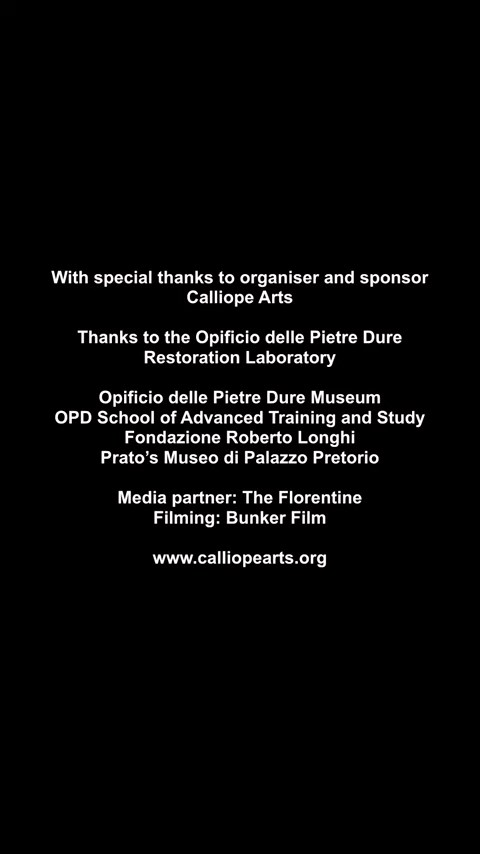 With special thanks to organiser and sponsor
Calliope Arts
Thanks to the Opificio delle Pietre Dure
Restoration Laboratory
Opificio delle Pietre Dure Museum
OPD School of Advanced Training and Study
Fondazione Roberto Longhi
Prato’s Museo di Palazzo Pretorio
Media partner: The Florentine
Filming: Bunker Film
www.calliopearts.org